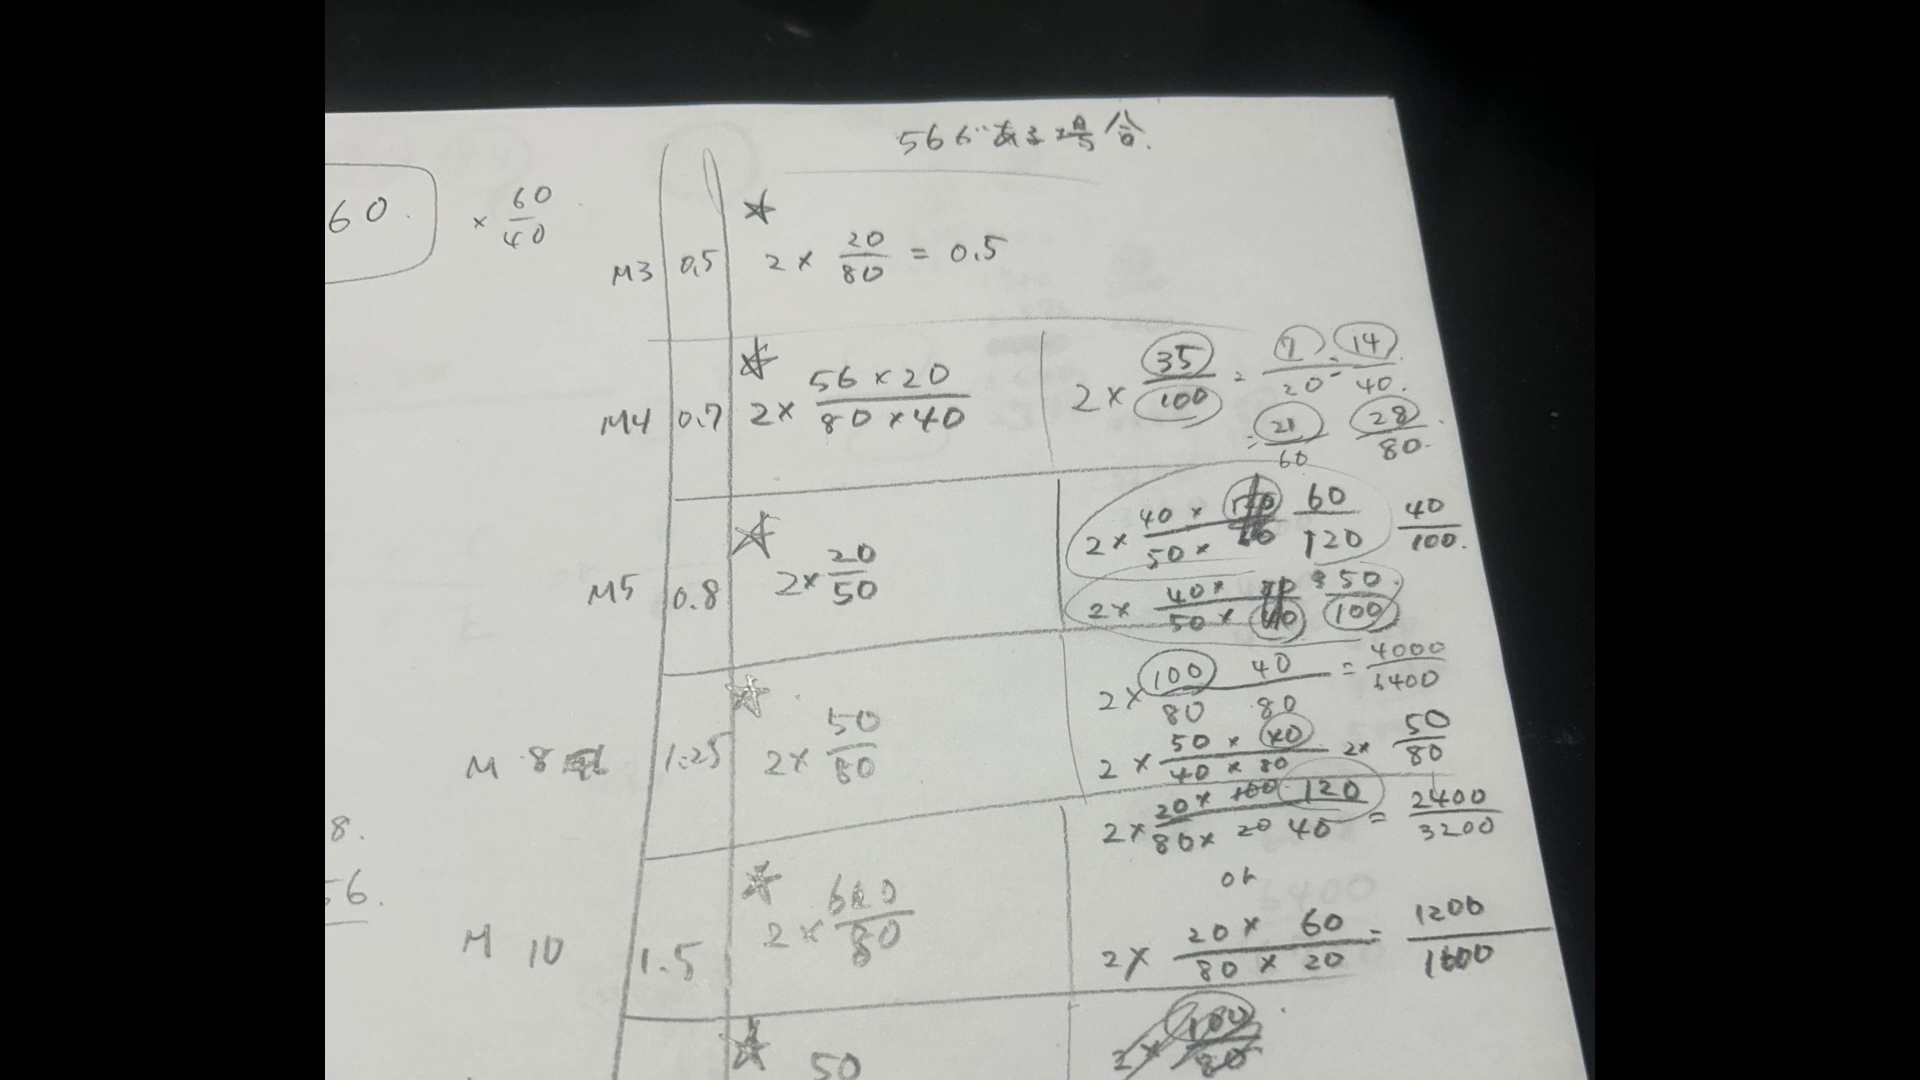 56がある場合.
60. × 60/40
M3 0.5 ★ 2 × 20/80 = 0.5
M4 0.7 ★ 2 × 56 × 20 / 80 × 40
2 × 35/100 = 7/20 = 14/40.
= 21/60 28/80.
M5 0.8 ★ 2 × 20/50
2 × 40 × / 50 × 60/120 40/100.
2 × 40 × / 50 × 50/100
M 8 1.25 ★ 2 × 50/80
2 × 100 40 / 80 80 = 4000/6400
2 × 50 × 40 / 40 × 80 2 × 50/80
M 10 1.5 ★ 2 × 60/80
2 × 20 × 100 120 / 80 × 20 40 = 2400/3200
or
2 × 20 × 60 / 80 × 20 = 1200/1600
8.
56.
★ 50
2 × 100/80